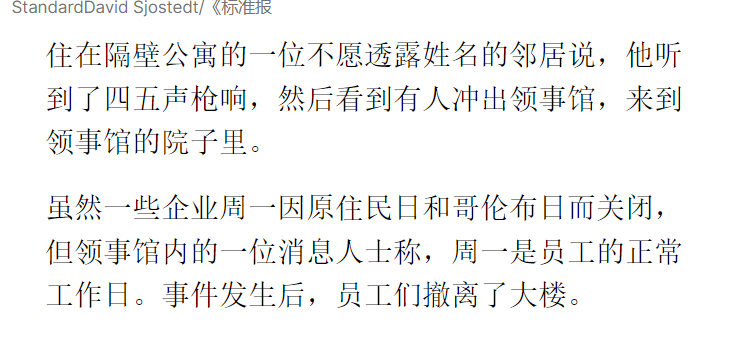 StandardDavid Sjostedt/《标准报
住在隔壁公寓的一位不愿透露姓名的邻居说，他听
到了四五声枪响，然后看到有人冲出领事馆，来到
领事馆的院子里。
虽然一些企业周一因原住民日和哥伦布日而关闭，
但领事馆内的一位消息人士称，周一是员工的正常
工作日。事件发生后，员工们撤离了大楼。